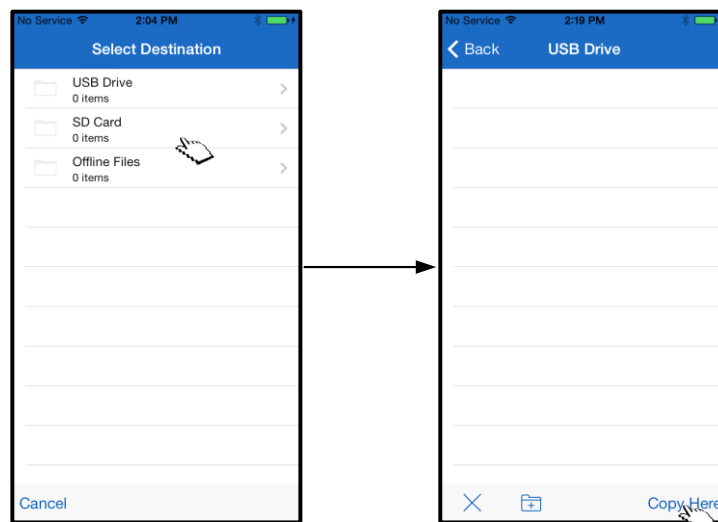 No Service 2:04 PM
Select Destination
USB Drive
0 items
SD Card
0 items
Offline Files
0 items
Cancel
No Service 2:19 PM
Back USB Drive
Copy Here